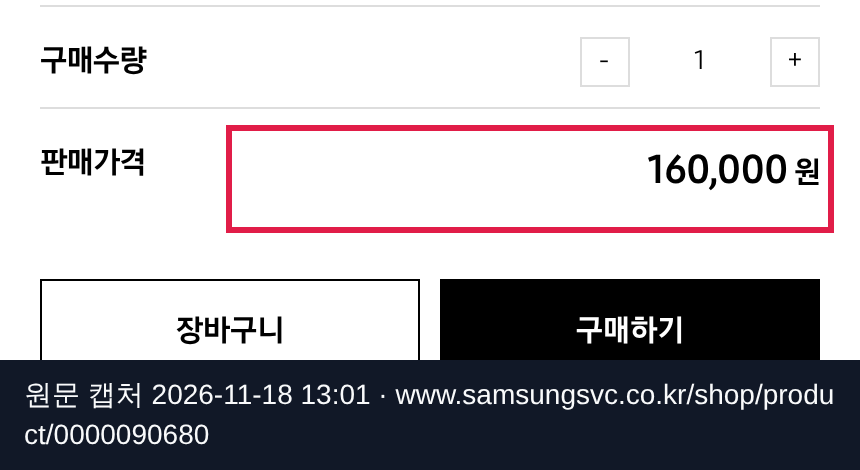 구매수량
- 1 +
판매가격
160,000 원
장바구니 구매하기
원문 캡처 2026-11-18 13:01 · www.samsungsvc.co.kr/shop/produ
ct/0000090680